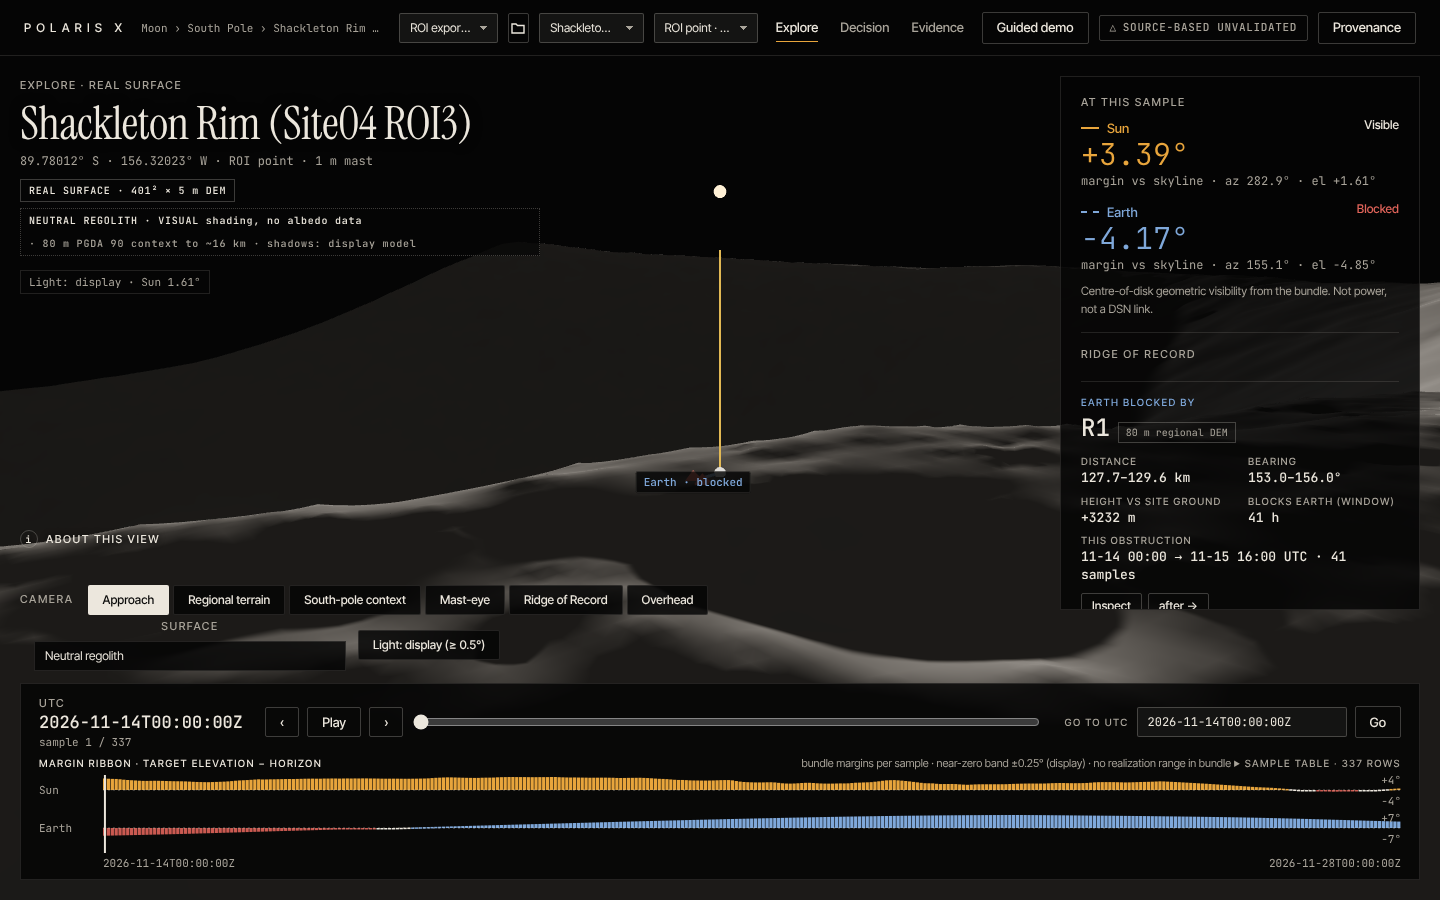 POLARIS X
Moon › South Pole › Shackleton Rim …
ROI expor…
Shackleto…
ROI point · …
Explore
Decision
Evidence
Guided demo
△ SOURCE-BASED UNVALIDATED
Provenance
EXPLORE · REAL SURFACE
Shackleton Rim (Site04 ROI3)
89.78012° S · 156.32023° W · ROI point · 1 m mast
REAL SURFACE · 401² × 5 m DEM
NEUTRAL REGOLITH · VISUAL shading, no albedo data
· 80 m PGDA 90 context to ~16 km · shadows: display model
Light: display · Sun 1.61°
AT THIS SAMPLE
Sun
Visible
+3.39°
margin vs skyline · az 282.9° · el +1.61°
Earth
Blocked
-4.17°
margin vs skyline · az 155.1° · el -4.85°
Centre-of-disk geometric visibility from the bundle. Not power,
not a DSN link.
RIDGE OF RECORD
EARTH BLOCKED BY
R1
80 m regional DEM
DISTANCE
BEARING
127.7–129.6 km
153.0–156.0°
HEIGHT VS SITE GROUND
BLOCKS EARTH (WINDOW)
+3232 m
41 h
THIS OBSTRUCTION
11-14 00:00 → 11-15 16:00 UTC · 41
samples
Inspect
after →
Earth · blocked
i ABOUT THIS VIEW
CAMERA
Approach
Regional terrain
South-pole context
Mast-eye
Ridge of Record
Overhead
SURFACE
Neutral regolith
Light: display (≥ 0.5°)
UTC
2026-11-14T00:00:00Z
sample 1 / 337
‹
Play
›
GO TO UTC
2026-11-14T00:00:00Z
Go
MARGIN RIBBON · TARGET ELEVATION − HORIZON
bundle margins per sample · near-zero band ±0.25° (display) · no realization range in bundle
▸ SAMPLE TABLE · 337 ROWS
Sun
+4°
-4°
Earth
+7°
-7°
2026-11-14T00:00:00Z
2026-11-28T00:00:00Z